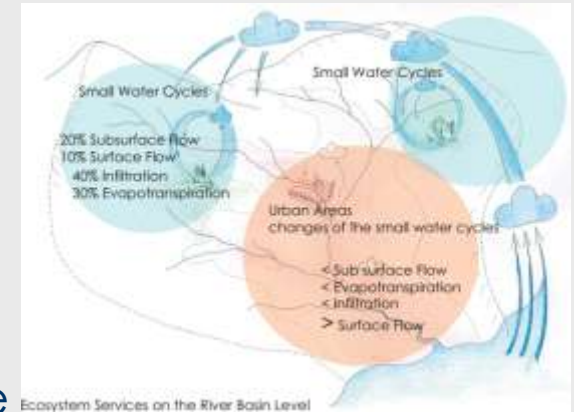 Small Water Cycles
Small Water Cycles
20% Subsurface Flow
10% Surface Flow
40% Infiltration
30% Evapotranspiration
Urban Areas
changes of the small water cycles
< Sub surface Flow
< Evapotranspiration
< Infiltration
> Surface Flow
e
Ecosystem Services on the River Basin Level